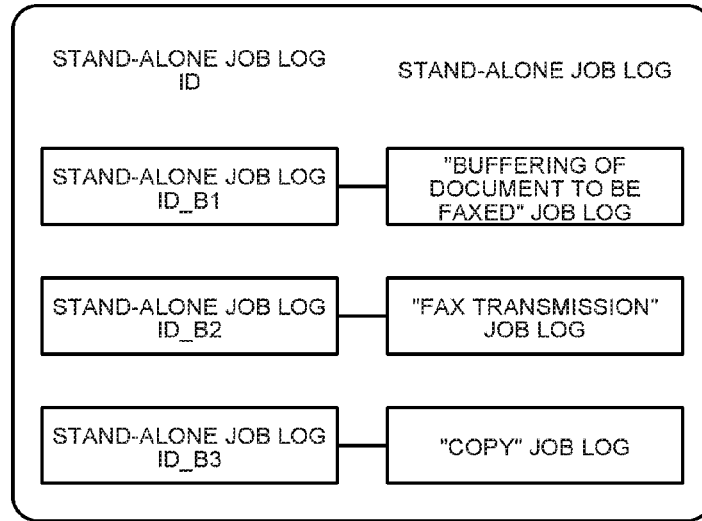 STAND-ALONE JOB LOG
ID
STAND-ALONE JOB LOG
STAND-ALONE JOB LOG
ID_B1
"BUFFERING OF
DOCUMENT TO BE
FAXED" JOB LOG
STAND-ALONE JOB LOG
ID_B2
"FAX TRANSMISSION"
JOB LOG
STAND-ALONE JOB LOG
ID_B3
"COPY" JOB LOG